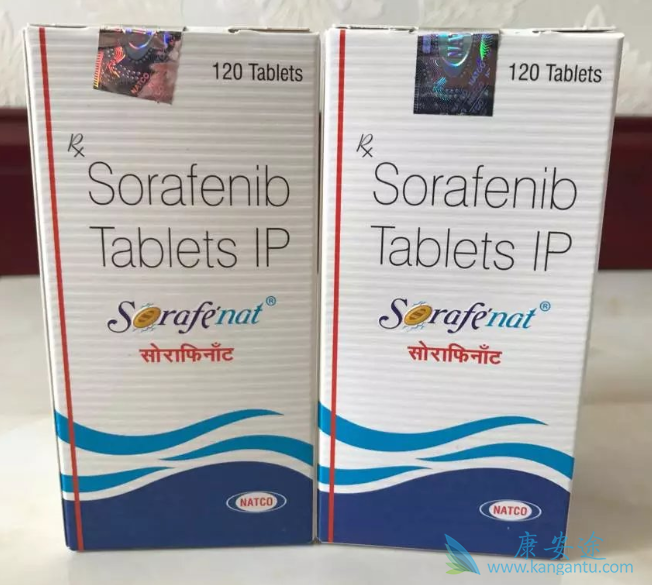 120 Tablets
Rx
Sorafenib
Tablets IP
Sorafenat®
सोराफिनाँट
NATCO
NATCO
120 Tablets
Rx
Sorafenib
Tablets IP
Sorafenat®
सोराफिनाँट
NATCO
康安途
www.kangantu.com